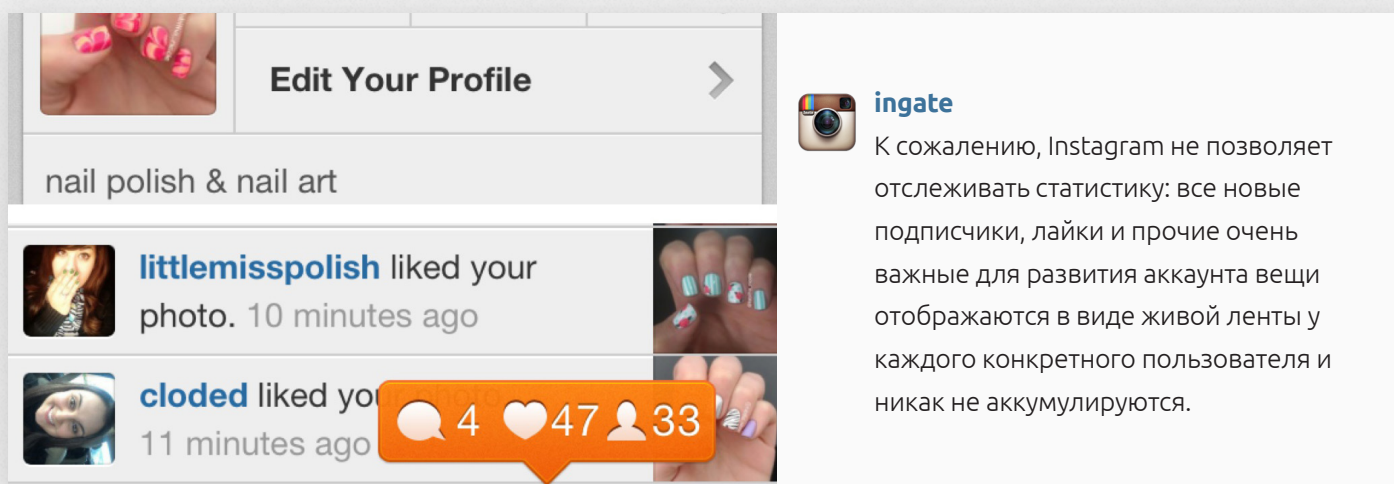 Edit Your Profile
nail polish & nail art
littlemisspolish liked your
photo. 10 minutes ago
cloded liked your photo
11 minutes ago
4 47 33
ingate
К сожалению, Instagram не позволяет
отслеживать статистику: все новые
подписчики, лайки и прочие очень
важные для развития аккаунта вещи
отображаются в виде живой ленты у
каждого конкретного пользователя и
никак не аккумулируются.